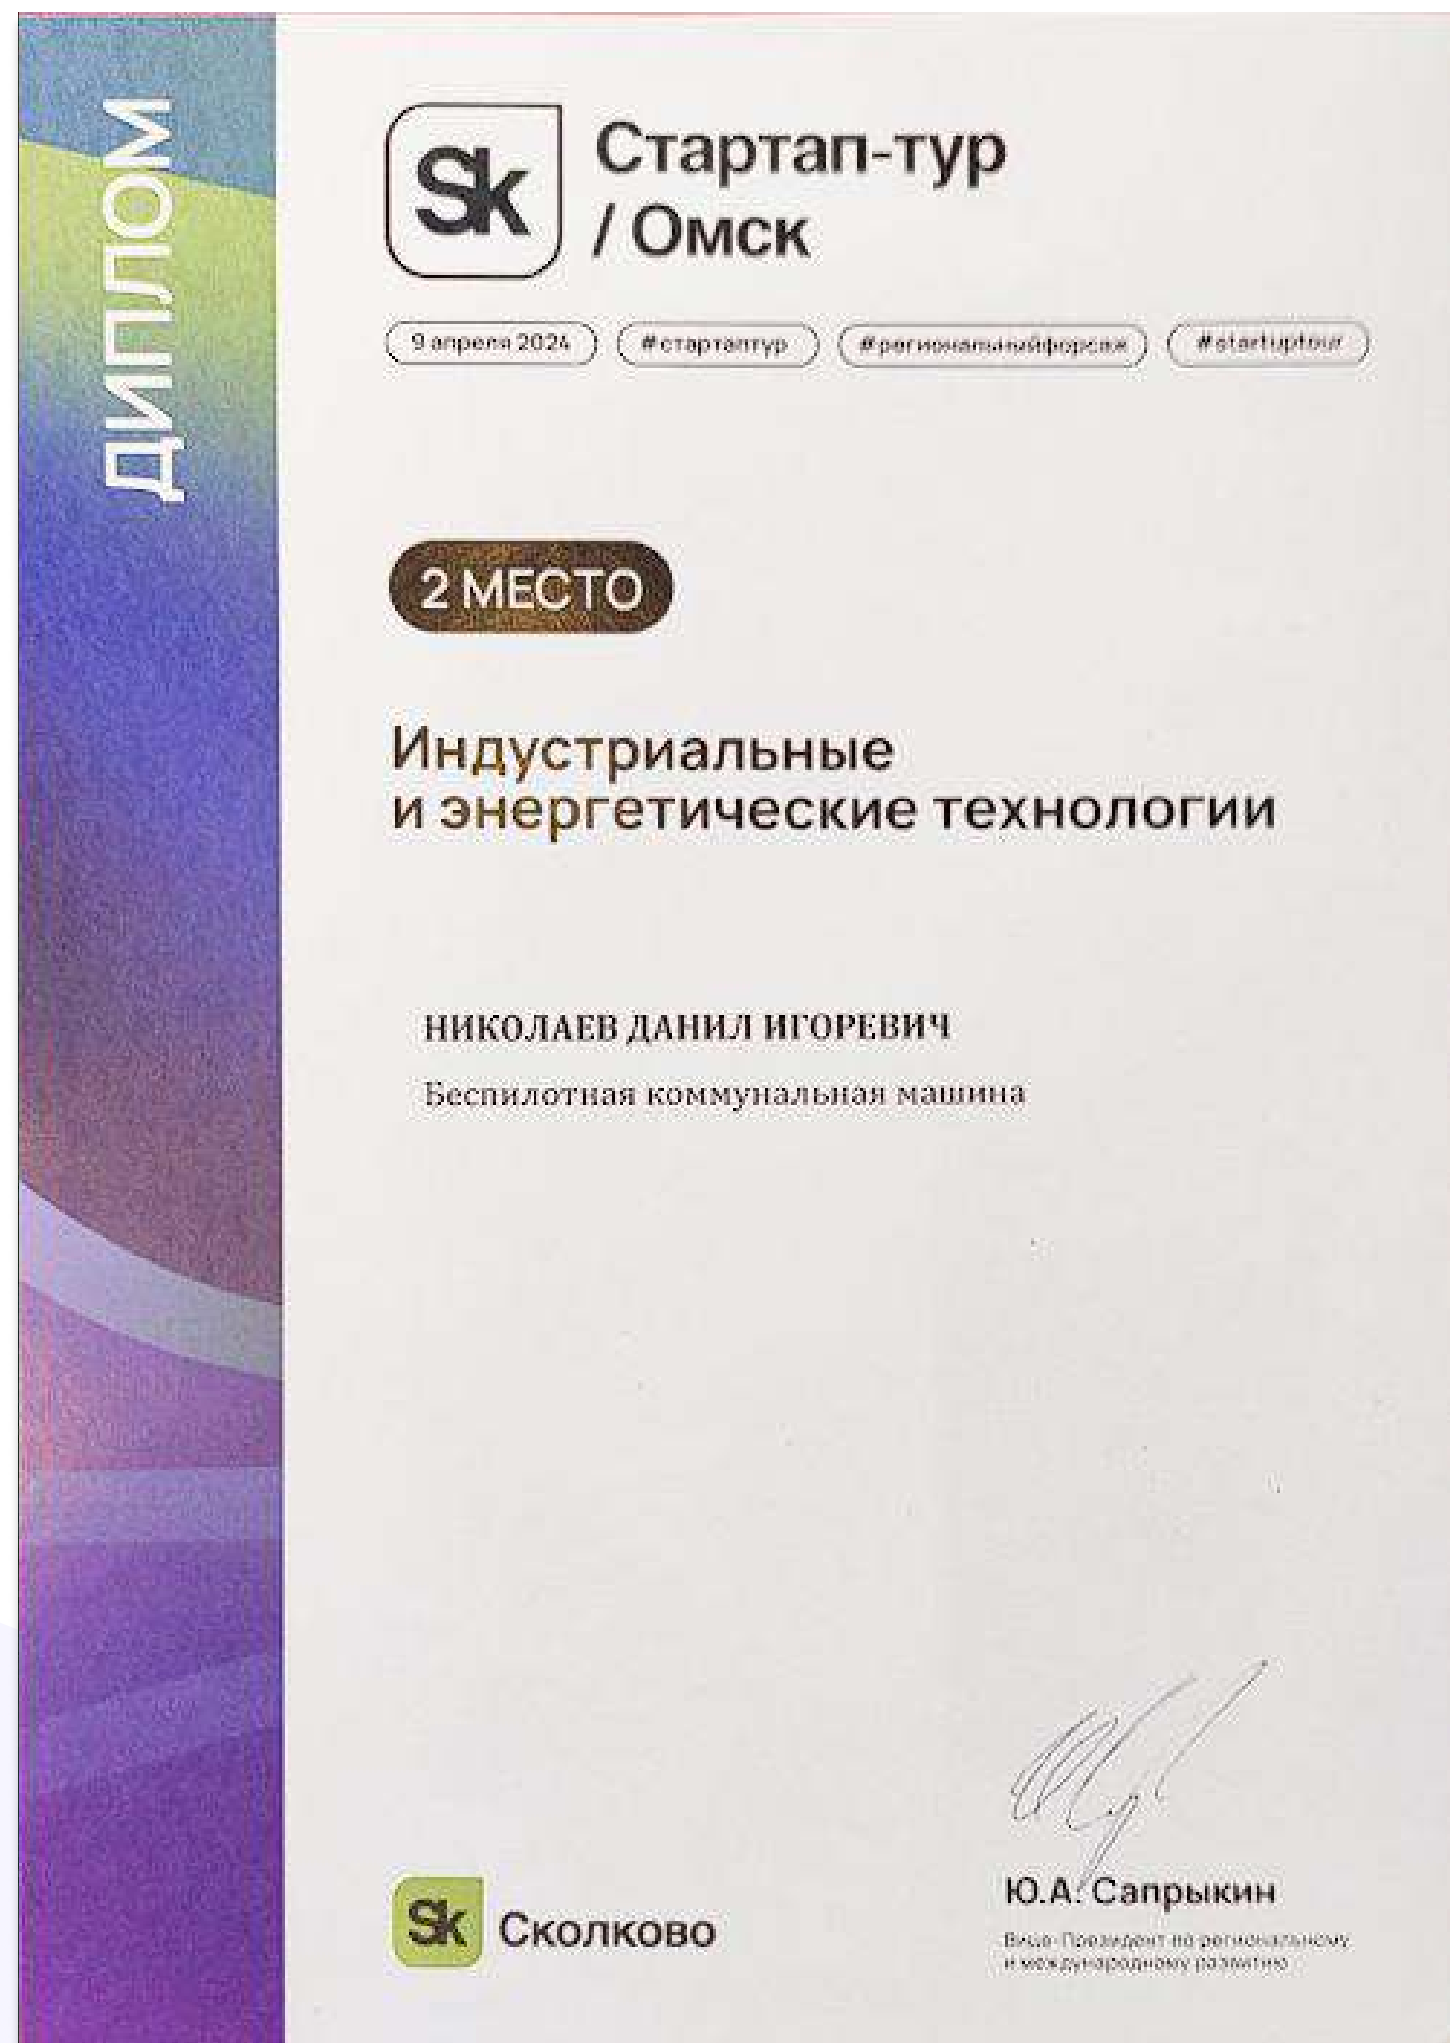 ДИПЛОМ
Sk
Стартап-тур
/ Омск
9 апреля 2024
#стартаптур
#региональныйфорсаж
#startuptour
2 МЕСТО
Индустриальные
и энергетические технологии
НИКОЛАЕВ ДАНИЛ ИГОРЕВИЧ
Беспилотная коммунальная машина
Sk Сколково
Ю.А. Сапрыкин
Вице-Президент по региональному
и международному развитию